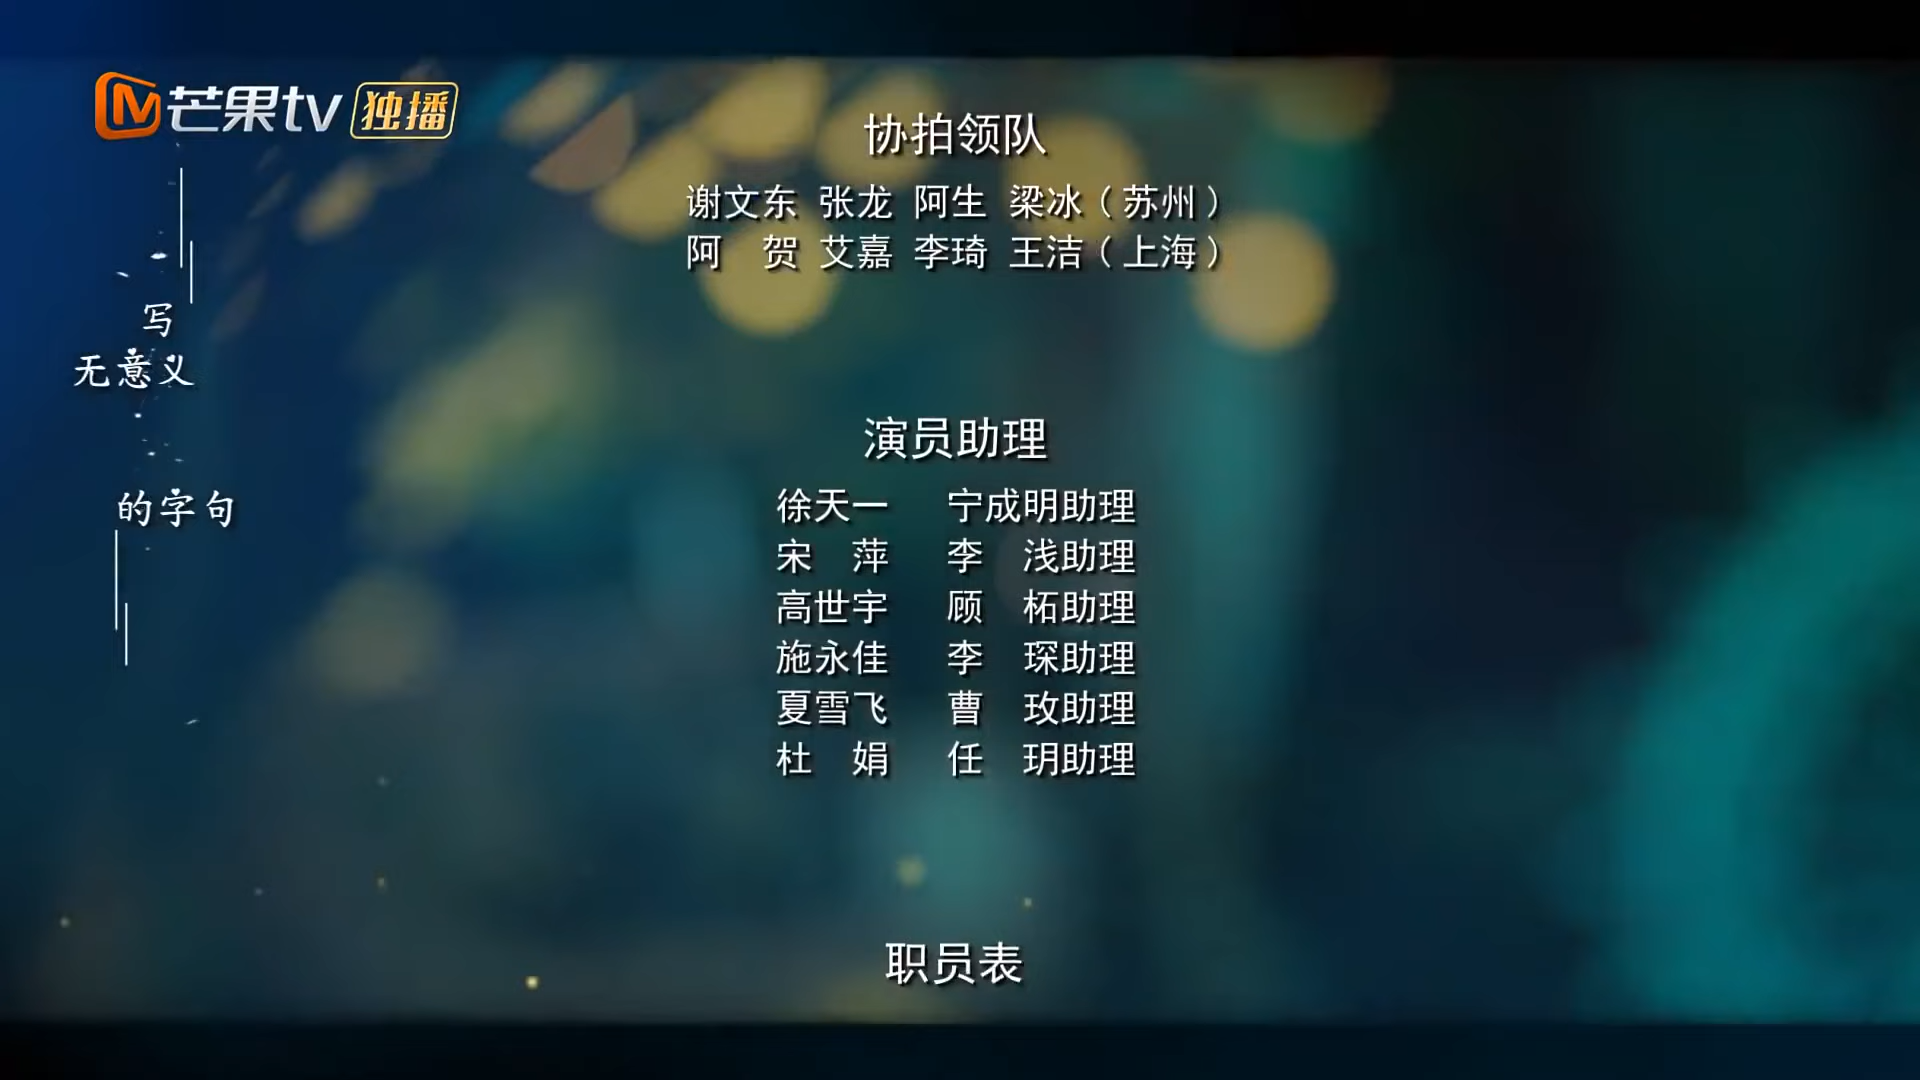 芒果tv 独播
协拍领队
谢文东 张龙 阿生 梁冰（苏州）
阿 贺 艾嘉 李琦 王洁（上海）
写
无意义
的字句
演员助理
徐天一 宁成明助理
宋 萍 李 浅助理
高世宇 顾 柘助理
施永佳 李 琛助理
夏雪飞 曹 玫助理
杜 娟 任 玥助理
职员表